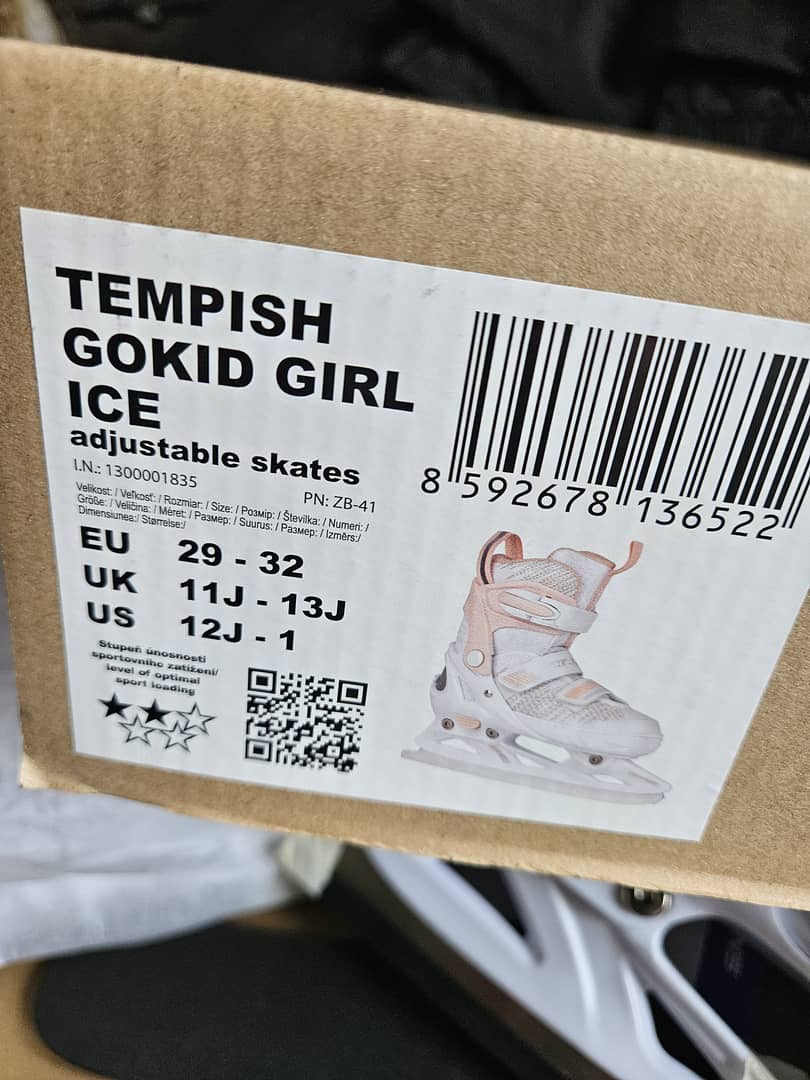 TEMPISH
GOKID GIRL
ICE
adjustable skates
I.N.: 1300001835
PN: ZB-41
Velikost: / Veľkosť: / Rozmiar: / Size: / Розмір: / Številka: / Numeri: /
Größe: / Veličina: / Méret: / Размер: / Suurus: / Размер: / Izmērs:/
Dimensiunea:/ Størrelse:/
EU 29 - 32
UK 11J - 13J
US 12J - 1
Stupeň únosnosti
sportovního zatížení/
level of optimal
sport loading
8 592678 136522